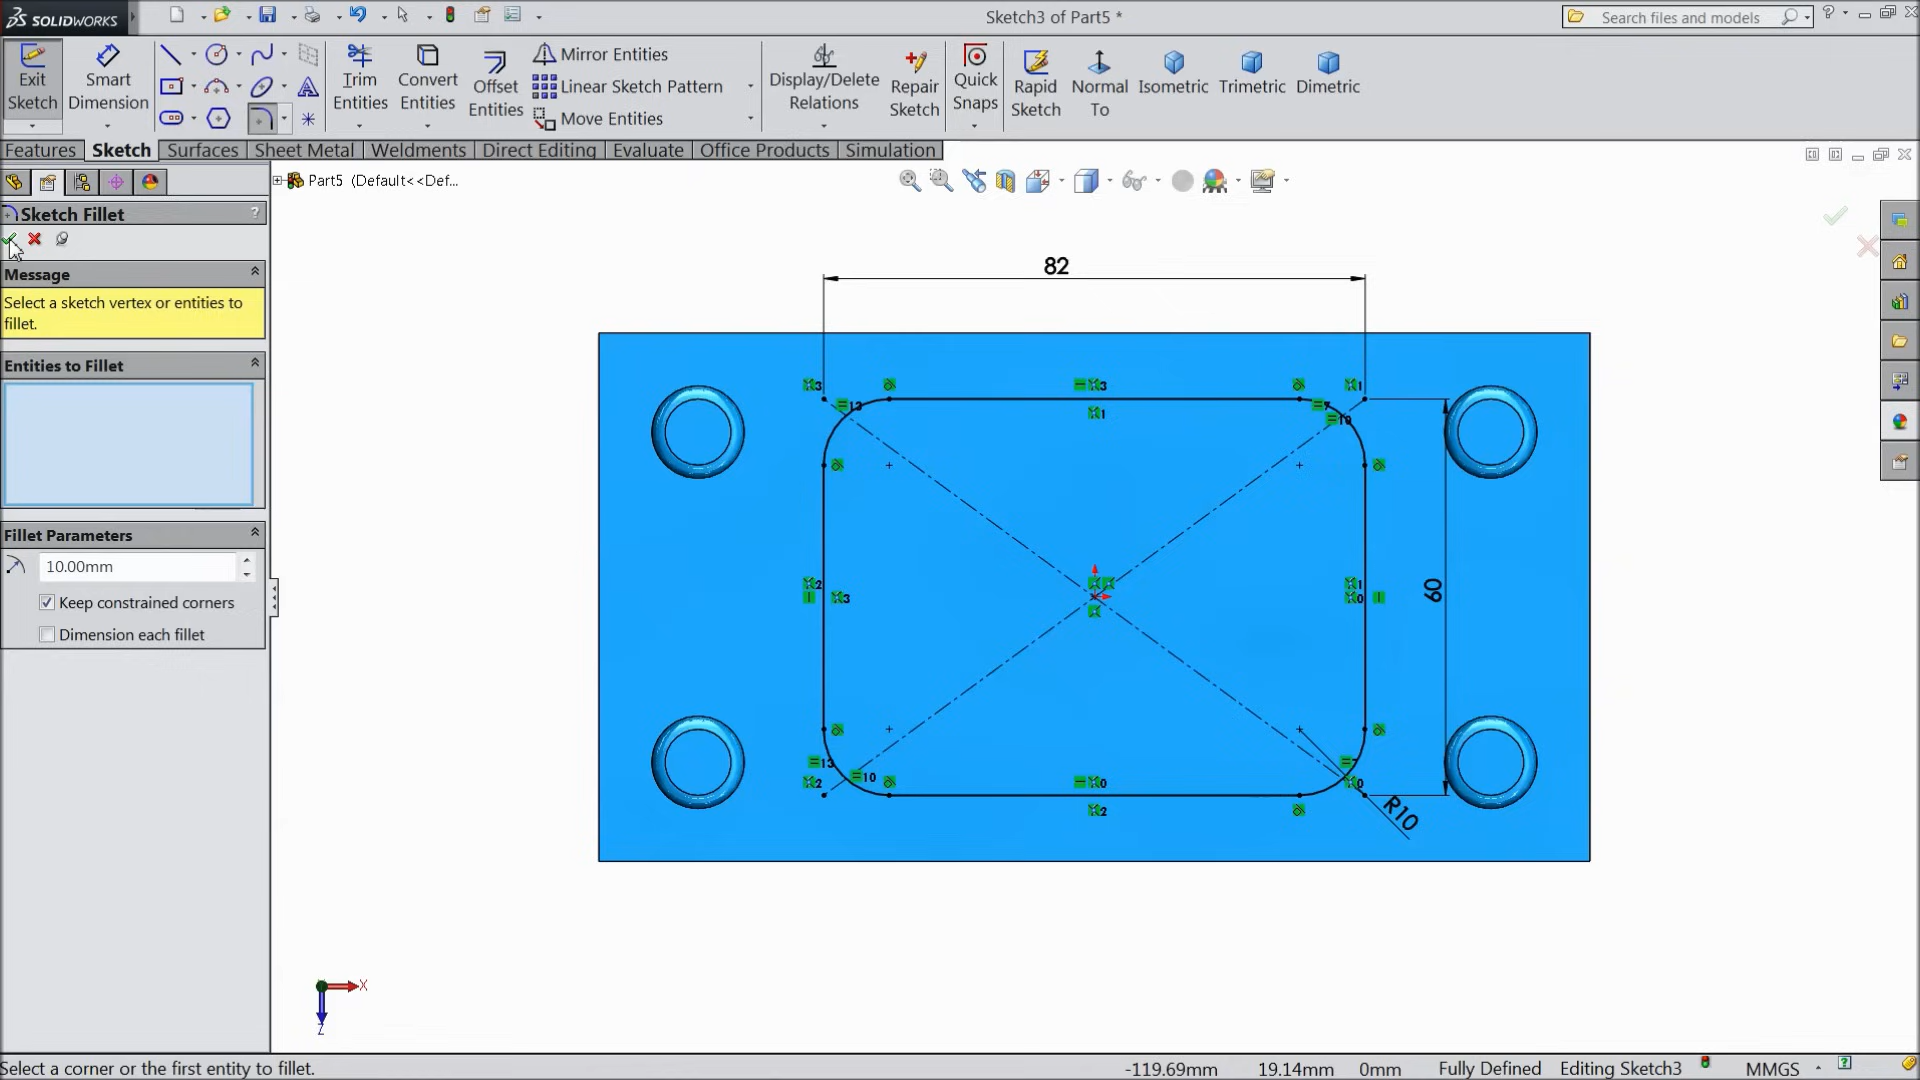 SOLIDWORKS
Sketch3 of Part5 *
Search files and models
Exit Sketch
Smart Dimension
Trim Entities
Convert Entities
Offset Entities
Mirror Entities
Linear Sketch Pattern
Move Entities
Display/Delete Relations
Repair Sketch
Quick Snaps
Rapid Sketch
Normal To
Isometric
Trimetric
Dimetric
Features
Sketch
Surfaces
Sheet Metal
Weldments
Direct Editing
Evaluate
Office Products
Simulation
Part5 (Default<<Def...
Sketch Fillet
?
Message
Select a sketch vertex or entities to
fillet.
Entities to Fillet
Fillet Parameters
10.00mm
Keep constrained corners
Dimension each fillet
82
60
R10
X
Z
Select a corner or the first entity to fillet.
-119.69mm
19.14mm
0mm
Fully Defined
Editing Sketch3
MMGS